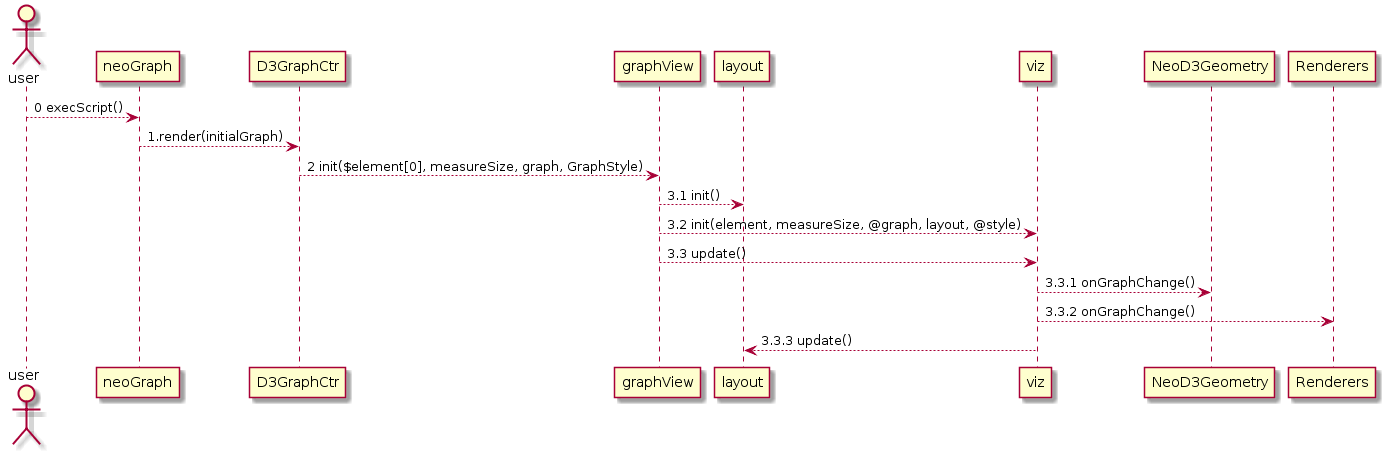 user
neoGraph
D3GraphCtr
graphView
layout
viz
NeoD3Geometry
Renderers
0 execScript()
1.render(initialGraph)
2 init($element[0], measureSize, graph, GraphStyle)
3.1 init()
3.2 init(element, measureSize, @graph, layout, @style)
3.3 update()
3.3.1 onGraphChange()
3.3.2 onGraphChange()
3.3.3 update()
user
neoGraph
D3GraphCtr
graphView
layout
viz
NeoD3Geometry
Renderers